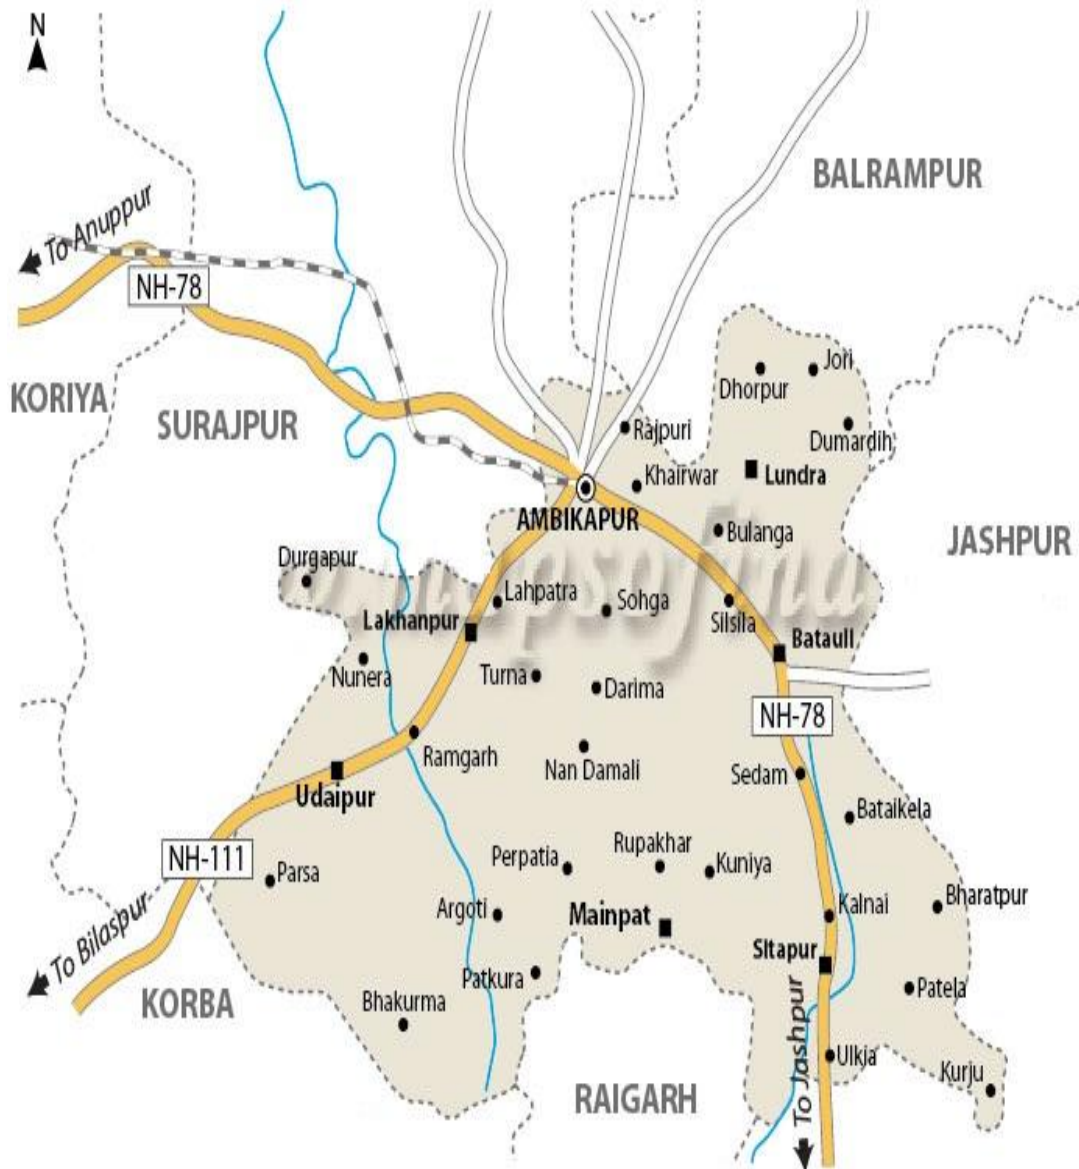 N
BALRAMPUR
To Anuppur
NH-78
Jori
Dhorpur
KORIYA
SURAJPUR
Rajpuri
Dumardih
Khairwar
Lundra
AMBIKAPUR
Bulanga
JASHPUR
Durgapur
Lahpatra
Sohga
Lakhanpur
Silsila
Bataull
Nunera
Turna
Darima
NH-78
Ramgarh
Nan Damali
Sedam
Udaipur
Bataikela
NH-111
Perpatia
Rupakhar
Kuniya
Parsa
Argoti
Mainpat
Kalnai
Bharatpur
To Bilaspur
Sitapur
Patkura
KORBA
Bhakurma
Patela
To Jashpur
Ulkia
Kurju
RAIGARH